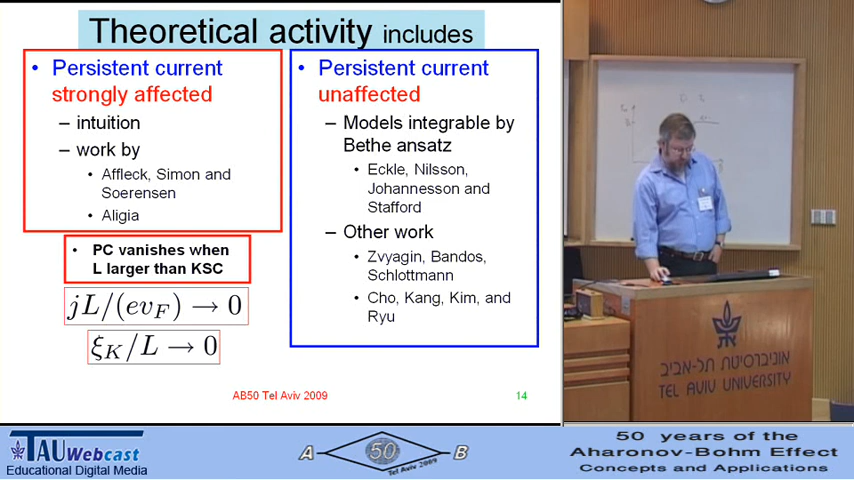 Theoretical activity includes
• Persistent current
strongly affected
– intuition
– work by
• Affleck, Simon and
Soerensen
• Aligia
• PC vanishes when
L larger than KSC
jL/(ev_F) → 0
ξ_K/L → 0
• Persistent current
unaffected
– Models integrable by
Bethe ansatz
• Eckle, Nilsson,
Johannesson and
Stafford
– Other work
• Zvyagin, Bandos,
Schlottmann
• Cho, Kang, Kim, and
Ryu
AB50 Tel Aviv 2009
14
אוניברסיטת תל-אביב
TEL AVIV UNIVERSITY
TAU Webcast
Educational Digital Media
A 50 B
Tel Aviv 2009
50 years of the
Aharonov-Bohm Effect
Concepts and Applications